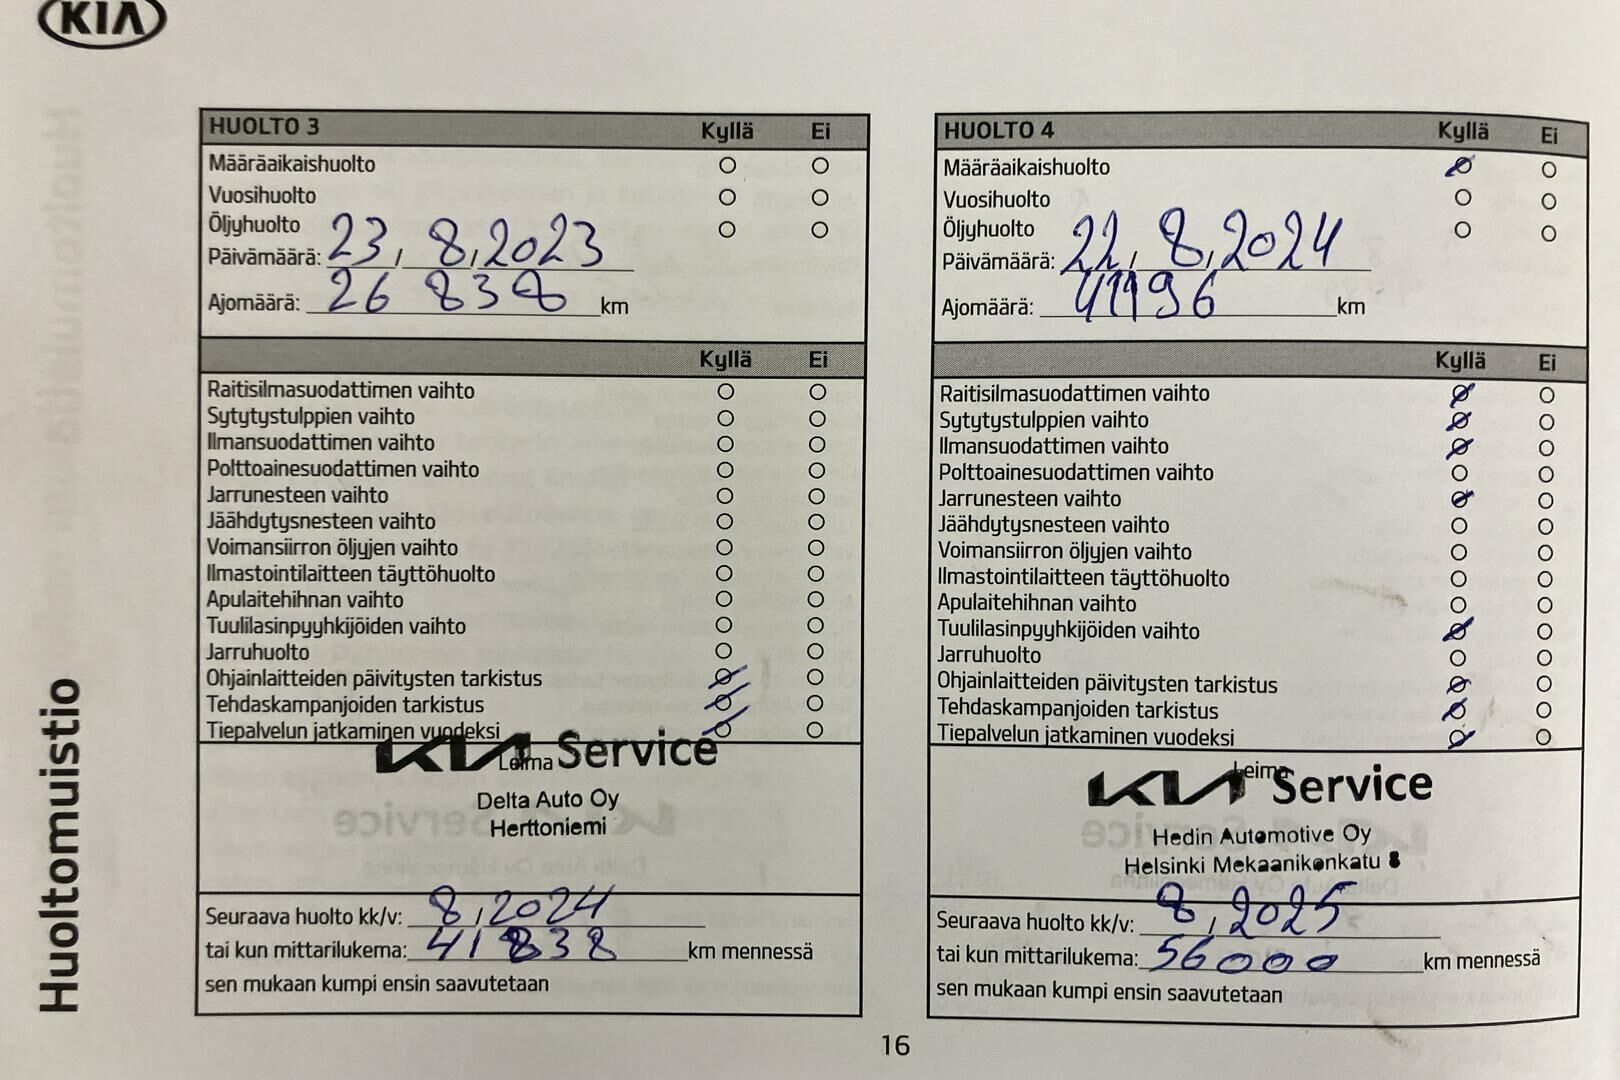 KIA
Huoltomuistio
HUOLTO 3 Kyllä Ei
Määräaikaishuolto
Vuosihuolto
Öljyhuolto
Päivämäärä: 23 / 8, 2023
Ajomäärä: 26 838 km
Kyllä Ei
Raitisilmasuodattimen vaihto
Sytytystulppien vaihto
Ilmansuodattimen vaihto
Polttoainesuodattimen vaihto
Jarrunesteen vaihto
Jäähdytysnesteen vaihto
Voimansiirron öljyjen vaihto
Ilmastointilaitteen täyttöhuolto
Apulaitehihnan vaihto
Tuulilasinpyyhkijöiden vaihto
Jarruhuolto
Ohjainlaitteiden päivitysten tarkistus
Tehdaskampanjoiden tarkistus
Tiepalvelun jatkaminen vuodeksi
Leima
KIA Service
Delta Auto Oy
Herttoniemi
Seuraava huolto kk/v: 8, 2024
tai kun mittarilukema: 41 838 km mennessä
sen mukaan kumpi ensin saavutetaan
HUOLTO 4 Kyllä Ei
Määräaikaishuolto
Vuosihuolto
Öljyhuolto
Päivämäärä: 22, 8, 2024
Ajomäärä: 41196 km
Kyllä Ei
Raitisilmasuodattimen vaihto
Sytytystulppien vaihto
Ilmansuodattimen vaihto
Polttoainesuodattimen vaihto
Jarrunesteen vaihto
Jäähdytysnesteen vaihto
Voimansiirron öljyjen vaihto
Ilmastointilaitteen täyttöhuolto
Apulaitehihnan vaihto
Tuulilasinpyyhkijöiden vaihto
Jarruhuolto
Ohjainlaitteiden päivitysten tarkistus
Tehdaskampanjoiden tarkistus
Tiepalvelun jatkaminen vuodeksi
Leima
KIA Service
Hedin Automotive Oy
Helsinki Mekaanikonkatu 8
Seuraava huolto kk/v: 8, 2025
tai kun mittarilukema: 56000 km mennessä
sen mukaan kumpi ensin saavutetaan
16